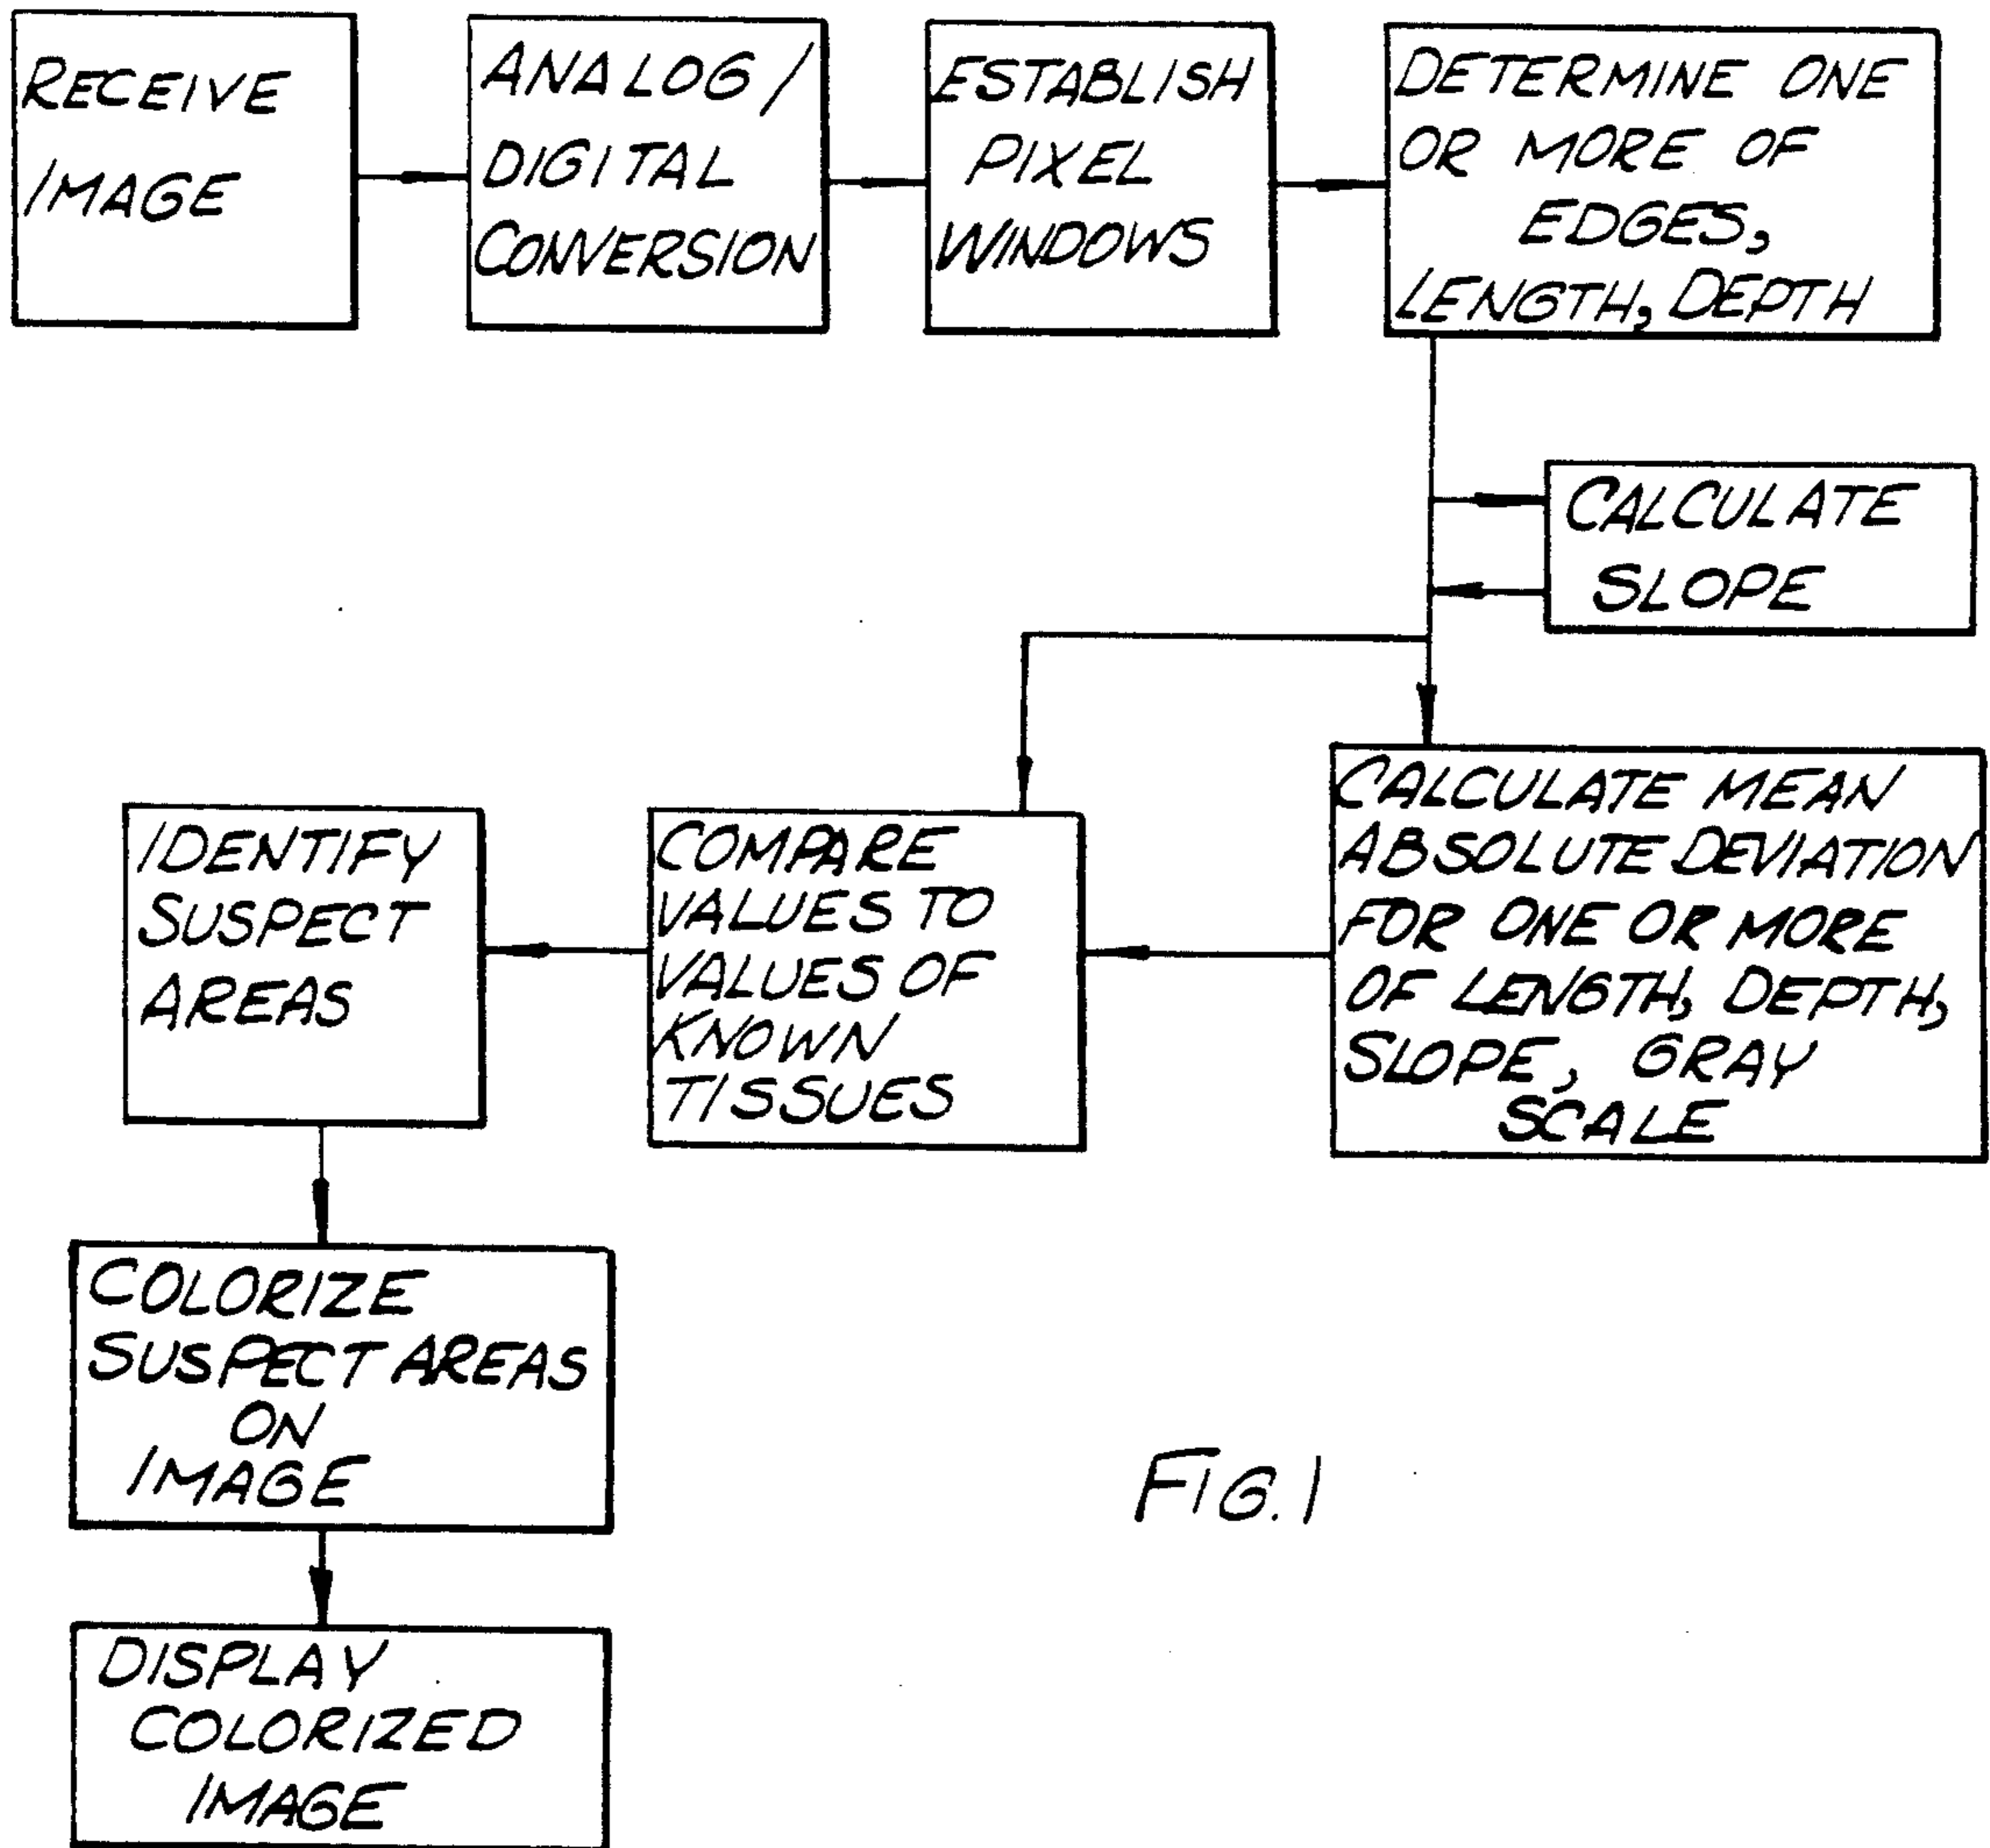 RECEIVE
IMAGE
ANALOG/
DIGITAL
CONVERSION
ESTABLISH
PIXEL
WINDOWS
DETERMINE ONE
OR MORE OF
EDGES,
LENGTH, DEPTH
CALCULATE
SLOPE
CALCULATE MEAN
ABSOLUTE DEVIATION
FOR ONE OR MORE
OF LENGTH, DEPTH,
SLOPE, GRAY
SCALE
COMPARE
VALUES TO
VALUES OF
KNOWN
TISSUES
IDENTIFY
SUSPECT
AREAS
COLORIZE
SUSPECT AREAS
ON
IMAGE
DISPLAY
COLORIZED
IMAGE
FIG. 1